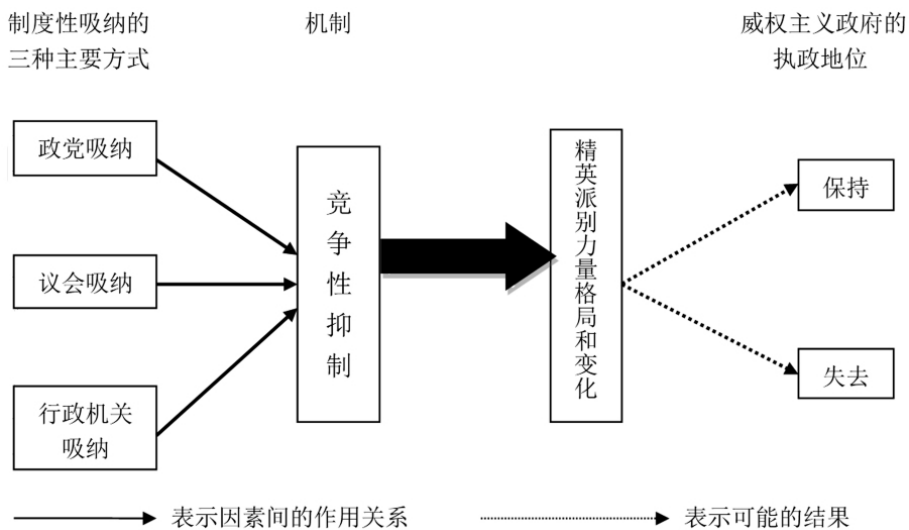 制度性吸纳的
三种主要方式
机制
威权主义政府的
执政地位
政党吸纳
议会吸纳
行政机关
吸纳
竞争性抑制
精英派别力量格局和变化
保持
失去
表示因素间的作用关系
表示可能的结果